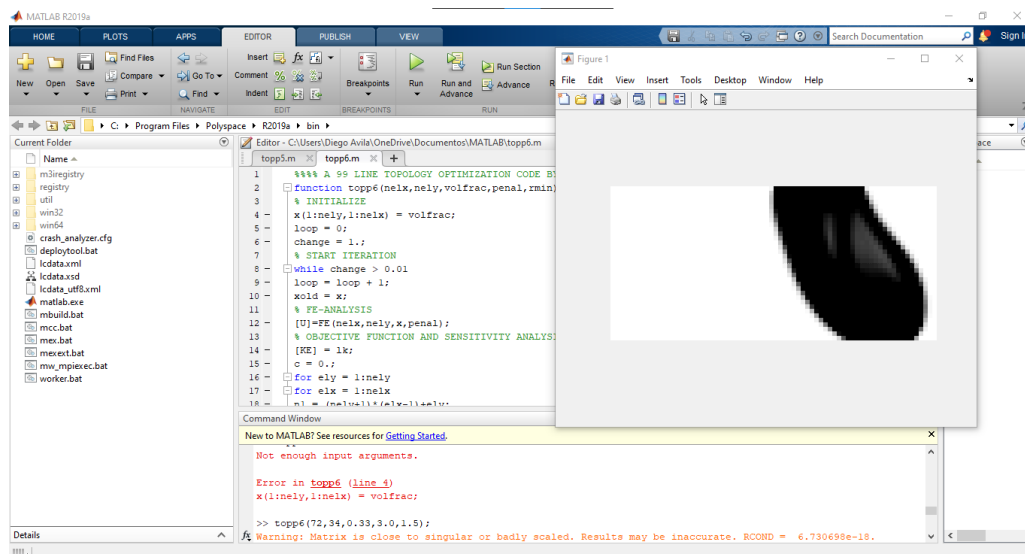 MATLAB R2019a
HOME PLOTS APPS EDITOR PUBLISH VIEW
Search Documentation
Sign In
New Open Save
Find Files
Compare
Print
Go To
Find
Insert
Comment
Indent
Breakpoints
Run
Run and Advance
Run Section
Advance
FILE NAVIGATE EDIT BREAKPOINTS RUN
C: Program Files Polyspace R2019a bin
Current Folder
Name
m3iregistry
registry
util
win32
win64
crash_analyzer.cfg
deploytool.bat
lcdata.xml
lcdata.xsd
lcdata_utf8.xml
matlab.exe
mbuild.bat
mcc.bat
mex.bat
mexext.bat
mw_mpiexec.bat
worker.bat
Details
Editor - C:\Users\Diego Avila\OneDrive\Documentos\MATLAB\topp6.m
topp5.m topp6.m
1 %%%% A 99 LINE TOPOLOGY OPTIMIZATION CODE BY
2 function topp6(nelx,nely,volfrac,penal,rmin)
3 % INITIALIZE
4 x(1:nely,1:nelx) = volfrac;
5 loop = 0;
6 change = 1.;
7 % START ITERATION
8 while change > 0.01
9 loop = loop + 1;
10 xold = x;
11 % FE-ANALYSIS
12 [U]=FE(nelx,nely,x,penal);
13 % OBJECTIVE FUNCTION AND SENSITIVITY ANALYSI
14 [KE] = lk;
15 c = 0.;
16 for ely = 1:nely
17 for elx = 1:nelx
18 n1 = (nely+1)*(elx-1)+ely;
Figure 1
File Edit View Insert Tools Desktop Window Help
ace
Command Window
New to MATLAB? See resources for Getting Started.
Not enough input arguments.
Error in topp6 (line 4)
x(1:nely,1:nelx) = volfrac;
>> topp6(72,34,0.33,3.0,1.5);
fx Warning: Matrix is close to singular or badly scaled. Results may be inaccurate. RCOND = 6.730698e-18.